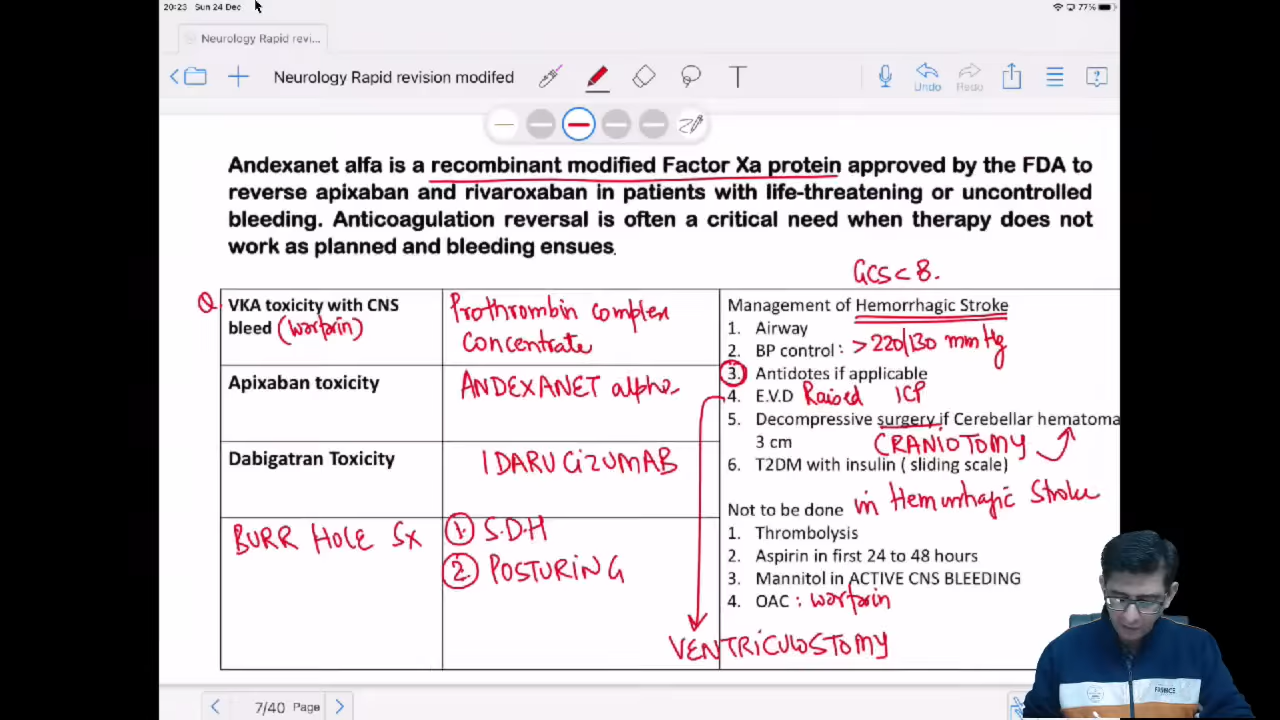 20:23 Sun 24 Dec
77%
Neurology Rapid revi...
Neurology Rapid revision modifed
T
Undo
Redo
Andexanet alfa is a recombinant modified Factor Xa protein approved by the FDA to
reverse apixaban and rivaroxaban in patients with life-threatening or uncontrolled
bleeding. Anticoagulation reversal is often a critical need when therapy does not
work as planned and bleeding ensues.
GCS < 8.
Q VKA toxicity with CNS
bleed (warfarin)
Prothrombin complex
concentrate
Apixaban toxicity
ANDEXANET alpha
Dabigatran Toxicity
IDARUCiZUMAB
BURR HOLE Sx
1. S.D.H
2. POSTURING
Management of Hemorrhagic Stroke
1. Airway
2. BP control : > 220/130 mmHg
3. Antidotes if applicable
4. E.V.D Raised ICP
5. Decompressive surgery if Cerebellar hematoma
3 cm CRANIOTOMY
6. T2DM with insulin ( sliding scale)
Not to be done in Hemorrhagic Stroke
1. Thrombolysis
2. Aspirin in first 24 to 48 hours
3. Mannitol in ACTIVE CNS BLEEDING
4. OAC : warfarin
VENTRiCULOSTOMY
7/40 Page